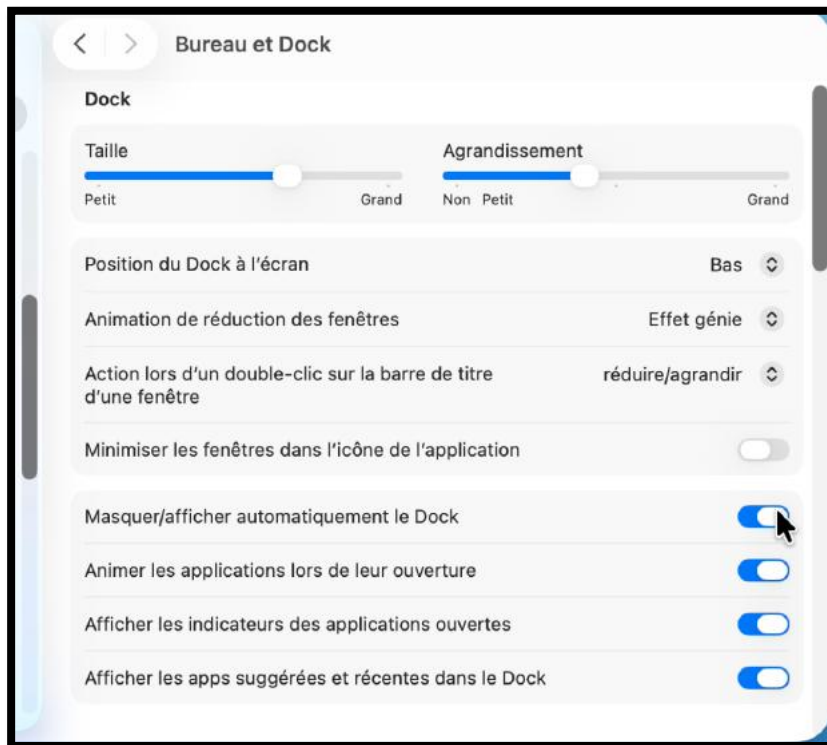 Bureau et Dock
Dock
Taille
Agrandissement
Petit
Grand
Non
Petit
Grand
Position du Dock à l'écran
Bas
Animation de réduction des fenêtres
Effet génie
Action lors d'un double-clic sur la barre de titre
d'une fenêtre
réduire/agrandir
Minimiser les fenêtres dans l'icône de l'application
Masquer/afficher automatiquement le Dock
Animer les applications lors de leur ouverture
Afficher les indicateurs des applications ouvertes
Afficher les apps suggérées et récentes dans le Dock